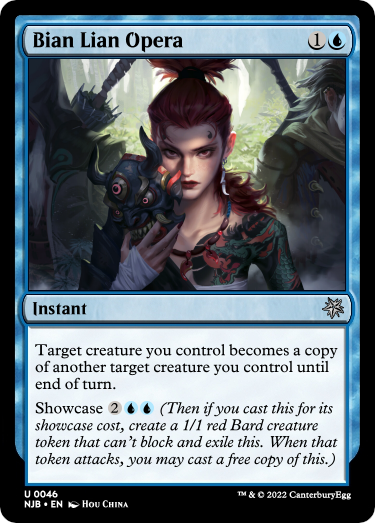 Bian Lian Opera 1
Instant
Target creature you control becomes a copy
of another target creature you control until
end of turn.
Showcase 2 (Then if you cast this for its
showcase cost, create a 1/1 red Bard creature
token that can't block and exile this. When that
token attacks, you may cast a free copy of this.)
U 0046
NJB • EN Hou China
™ & © 2022 CanterburyEgg